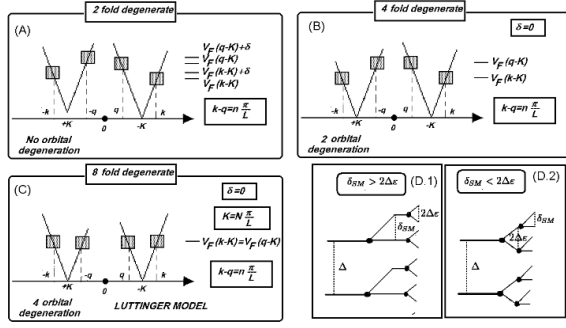 2 fold degenerate
(A)
V_F(q-K)+δ
V_F(q-K)
V_F(k-K)+δ
V_F(k-K)
k-q=n π/L
-k
+K
-q
0
q
-K
k
No orbital
degeneration
4 fold degenerate
(B)
δ=0
V_F(q-K)
V_F(k-K)
k-q=n π/L
-k
+K
-q
0
q
-K
k
2 orbital
degeneration
8 fold degenerate
(C)
δ=0
K=N π/L
V_F(k-K)=V_F(q-K)
k-q=n π/L
-k
+K
-q
0
q
-K
k
4 orbital
degeneration
LUTTINGER MODEL
(D.1)
δ_SM > 2Δε
2Δε
δ_SM
Δ
(D.2)
δ_SM < 2Δε
δ_SM
2Δε
Δ